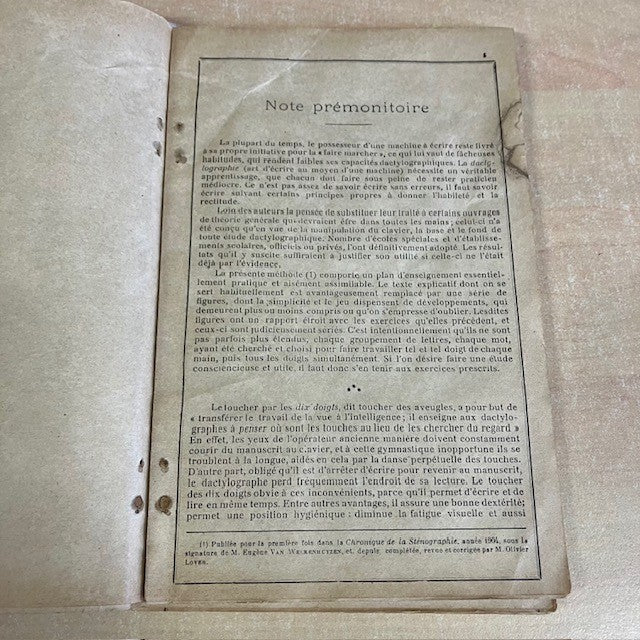 Note prémonitoire
La plupart du temps, le possesseur d'une machine à écrire reste livré
à sa propre initiative pour la « faire marcher », ce qui lui vaut de fâcheuses
habitudes, qui rendent faibles ses capacités dactylographiques. La dacty-
lographie (art d'écrire au moyen d'une machine) nécessite un véritable
apprentissage, que chacun doit faire sous peine de rester praticien
médiocre. Ce n'est pas assez de savoir écrire sans erreurs, il faut savoir
écrire suivant certains principes propres à donner l'habileté et la
rectitude.
Loin des auteurs la pensée de substituer leur traité à certains ouvrages
de théorie générale qui devraient être dans toutes les mains; celui-ci n'a
été conçu qu'en vue de la manipulation du clavier, la base et le fond de
toute étude dactylographique. Nombre d'écoles spéciales et d'établisse-
ments scolaires, officiels ou privés, l'ont définitivement adopté. Les résul-
tats qu'il y suscite suffiraient à justifier son utilité si celle-ci ne l'était
déjà par l'évidence.
La présente méthode (1) comporte un plan d'enseignement essentiel-
lement pratique et aisément assimilable. Le texte explicatif dont on se
sert habituellement est avantageusement remplacé par une série de
figures, dont la simplicité et le jeu dispensent de développements, qui
demeurent plus ou moins compris ou qu'on s'empresse d'oublier. Lesdites
figures ont un rapport étroit avec les exercices qu'elles précèdent, et
ceux-ci sont judicieusement sériés. C'est intentionnellement qu'ils ne sont
pas parfois plus étendus, chaque groupement de lettres, chaque mot,
ayant été cherché et choisi pour faire travailler tel et tel doigt de chaque
main, puis tous les doigts simultanément. Si l'on désire faire une étude
consciencieuse et utile, il faut donc s'en tenir aux exercices prescrits.
Le toucher par les dix doigts, dit toucher des aveugles, a pour but de
« transférer le travail de la vue à l'intelligence; il enseigne aux dactylo-
graphes à penser où sont les touches au lieu de les chercher du regard »
En effet, les yeux de l'opérateur ancienne manière doivent constamment
courir du manuscrit au clavier, et à cette gymnastique inopportune ils se
troublent à la longue, aidés en cela par la danse perpétuelle des touches.
D'autre part, obligé qu'il est d'arrêter d'écrire pour revenir au manuscrit,
le dactylographe perd fréquemment l'endroit de sa lecture. Le toucher
des dix doigts obvie à ces inconvénients, parce qu'il permet d'écrire et de
lire en même temps. Entre autres avantages, il assure une bonne dextérité;
permet une position hygiénique; diminue la fatigue visuelle et aussi
(1) Publiée pour la première fois dans la Chronique de la Sténographie, année 1904, sous la
signature de M. Eugène VAN WELKENHUYZEN, et, depuis, complétée, revue et corrigée par M. Olivier